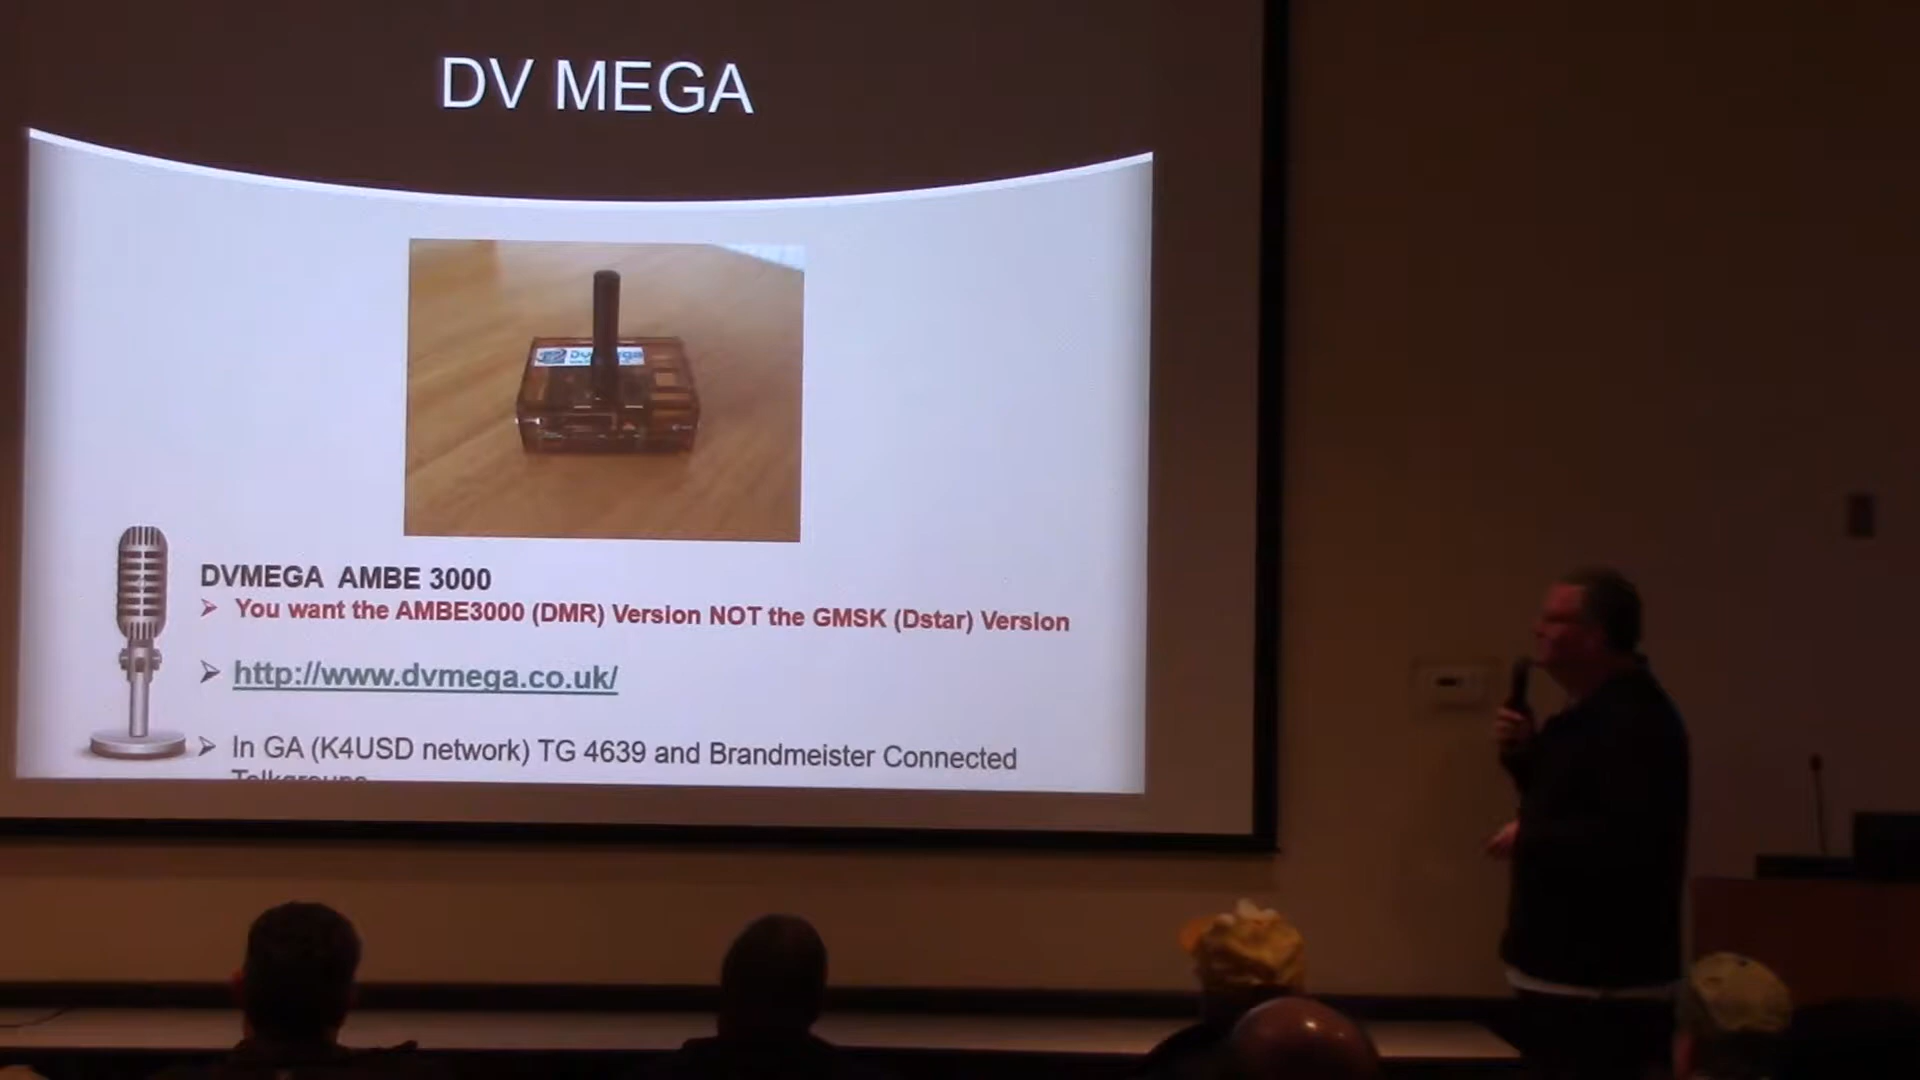 DV MEGA
DVMEGA AMBE 3000
➢ You want the AMBE3000 (DMR) Version NOT the GMSK (Dstar) Version
➢ http://www.dvmega.co.uk/
➢ In GA (K4USD network) TG 4639 and Brandmeister Connected